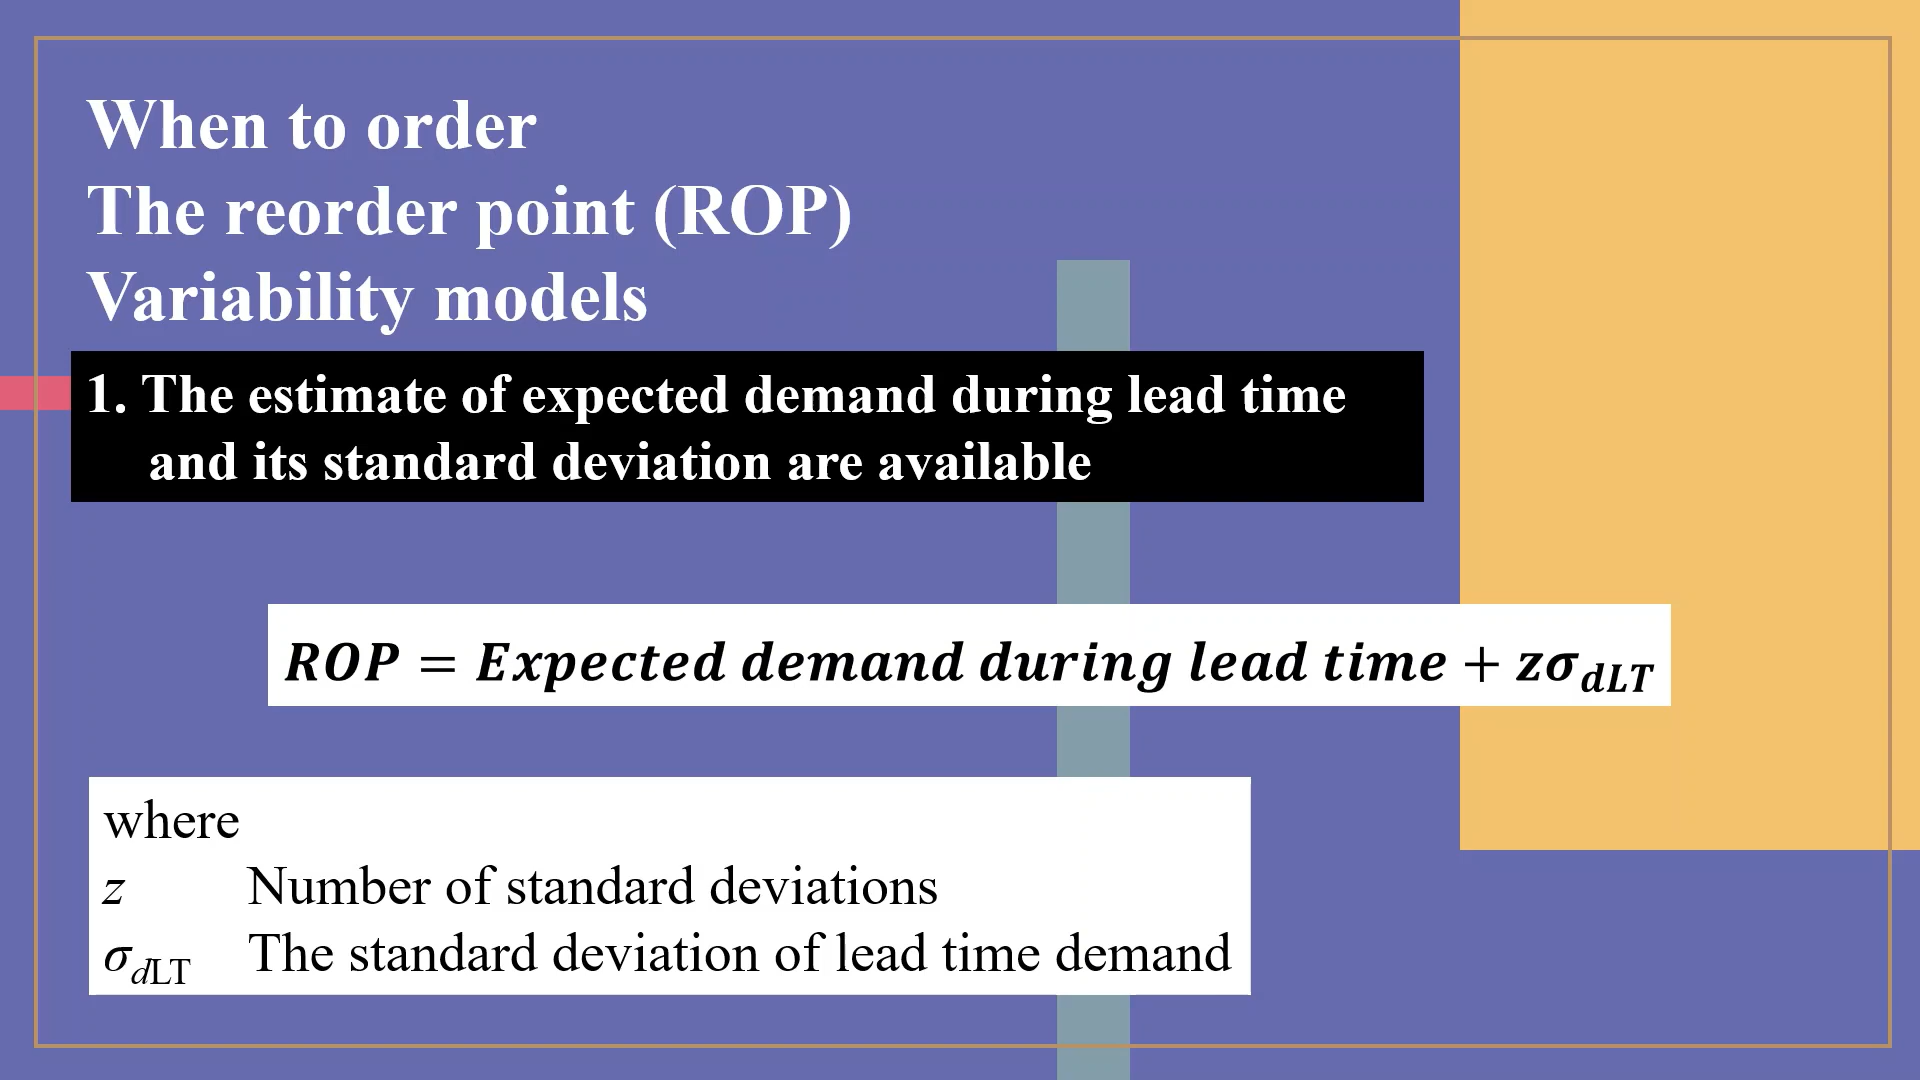 When to order
The reorder point (ROP)
Variability models
1. The estimate of expected demand during lead time
and its standard deviation are available
ROP = Expected demand during lead time + zσ_dLT
where
z Number of standard deviations
σ_dLT The standard deviation of lead time demand